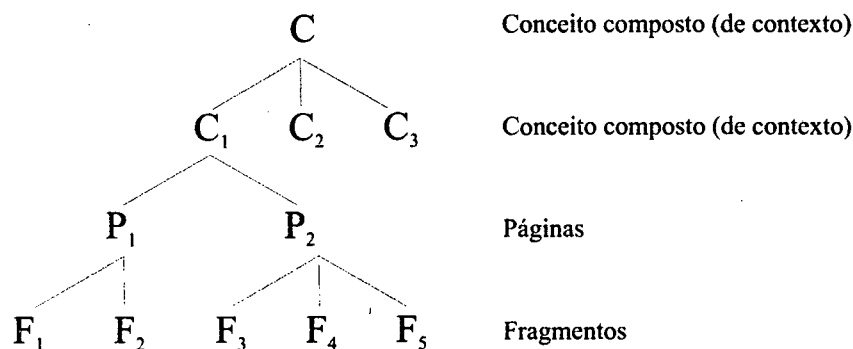 C Conceito composto (de contexto)
C₁ C₂ C₃ Conceito composto (de contexto)
P₁ P₂ Páginas
F₁ F₂ F₃ F₄ F₅ Fragmentos